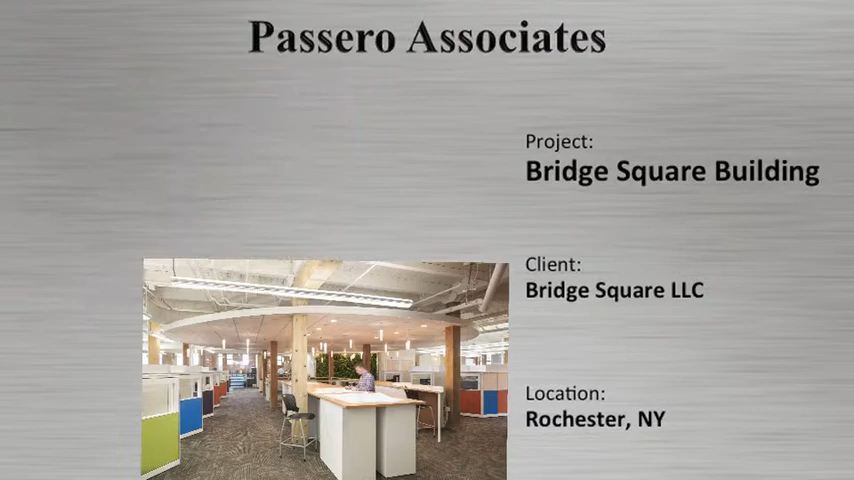 Passero Associates
Project:
Bridge Square Building
Client:
Bridge Square LLC
Location:
Rochester, NY